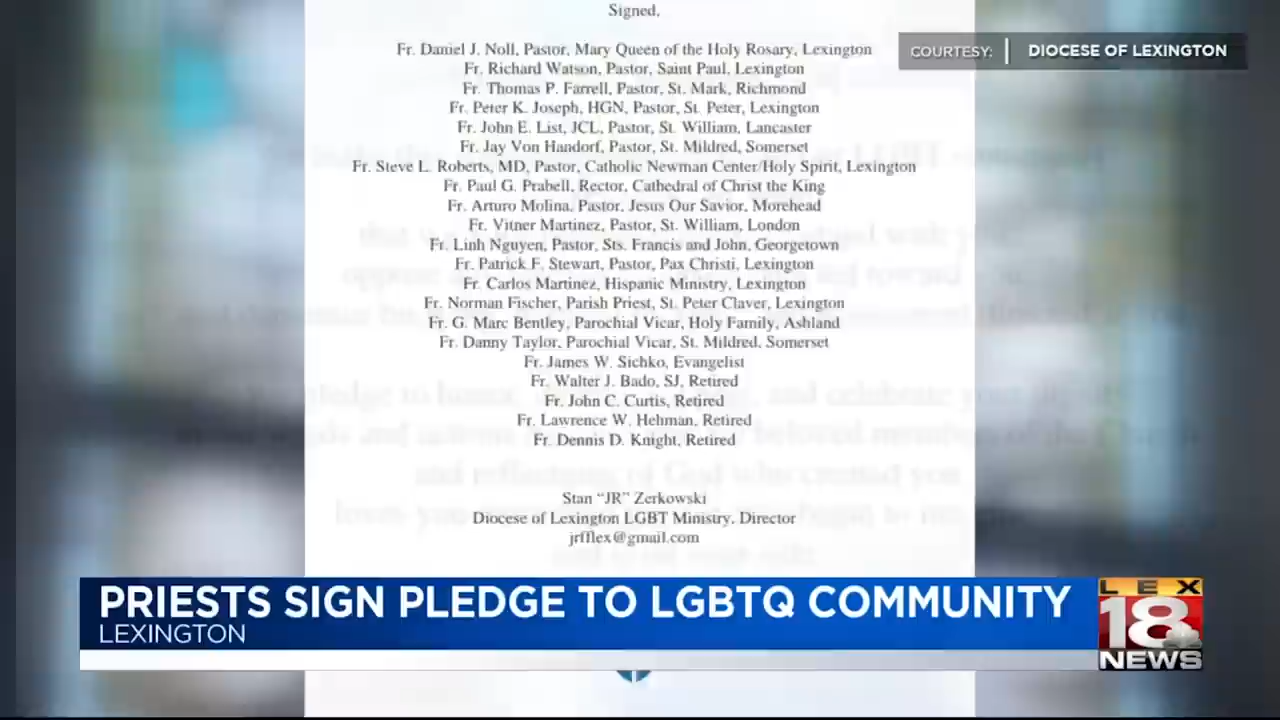 Signed,
COURTESY: | DIOCESE OF LEXINGTON
Fr. Daniel J. Noll, Pastor, Mary Queen of the Holy Rosary, Lexington
Fr. Richard Watson, Pastor, Saint Paul, Lexington
Fr. Thomas P. Farrell, Pastor, St. Mark, Richmond
Fr. Peter K. Joseph, HGN, Pastor, St. Peter, Lexington
Fr. John E. List, JCL, Pastor, St. William, Lancaster
Fr. Jay Von Handorf, Pastor, St. Mildred, Somerset
Fr. Steve L. Roberts, MD, Pastor, Catholic Newman Center/Holy Spirit, Lexington
Fr. Paul G. Prabell, Rector, Cathedral of Christ the King
Fr. Arturo Molina, Pastor, Jesus Our Savior, Morehead
Fr. Vitner Martinez, Pastor, St. William, London
Fr. Linh Nguyen, Pastor, Sts. Francis and John, Georgetown
Fr. Patrick F. Stewart, Pastor, Pax Christi, Lexington
Fr. Carlos Martinez, Hispanic Ministry, Lexington
Fr. Norman Fischer, Parish Priest, St. Peter Claver, Lexington
Fr. G. Marc Bentley, Parochial Vicar, Holy Family, Ashland
Fr. Danny Taylor, Parochial Vicar, St. Mildred, Somerset
Fr. James W. Sichko, Evangelist
Fr. Walter J. Bado, SJ, Retired
Fr. John C. Curtis, Retired
Fr. Lawrence W. Hehman, Retired
Fr. Dennis D. Knight, Retired
Stan “JR” Zerkowski
Diocese of Lexington LGBT Ministry, Director
jrfflex@gmail.com
PRIESTS SIGN PLEDGE TO LGBTQ COMMUNITY
LEXINGTON
LEX
18
NEWS